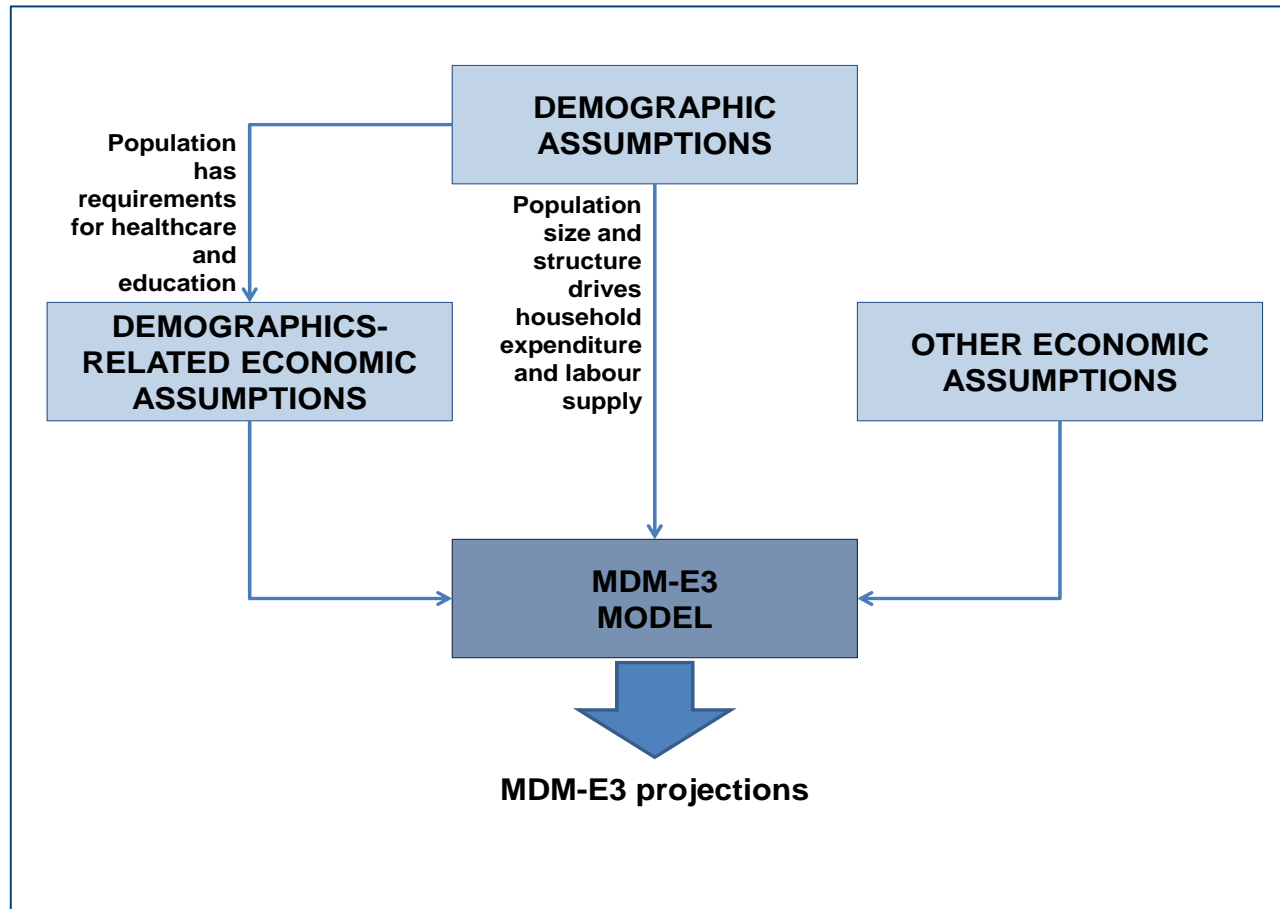 DEMOGRAPHIC
ASSUMPTIONS
Population
has
requirements
for healthcare
and
education
Population
size and
structure
drives
household
expenditure
and labour
supply
DEMOGRAPHICS-
RELATED ECONOMIC
ASSUMPTIONS
OTHER ECONOMIC
ASSUMPTIONS
MDM-E3
MODEL
MDM-E3 projections